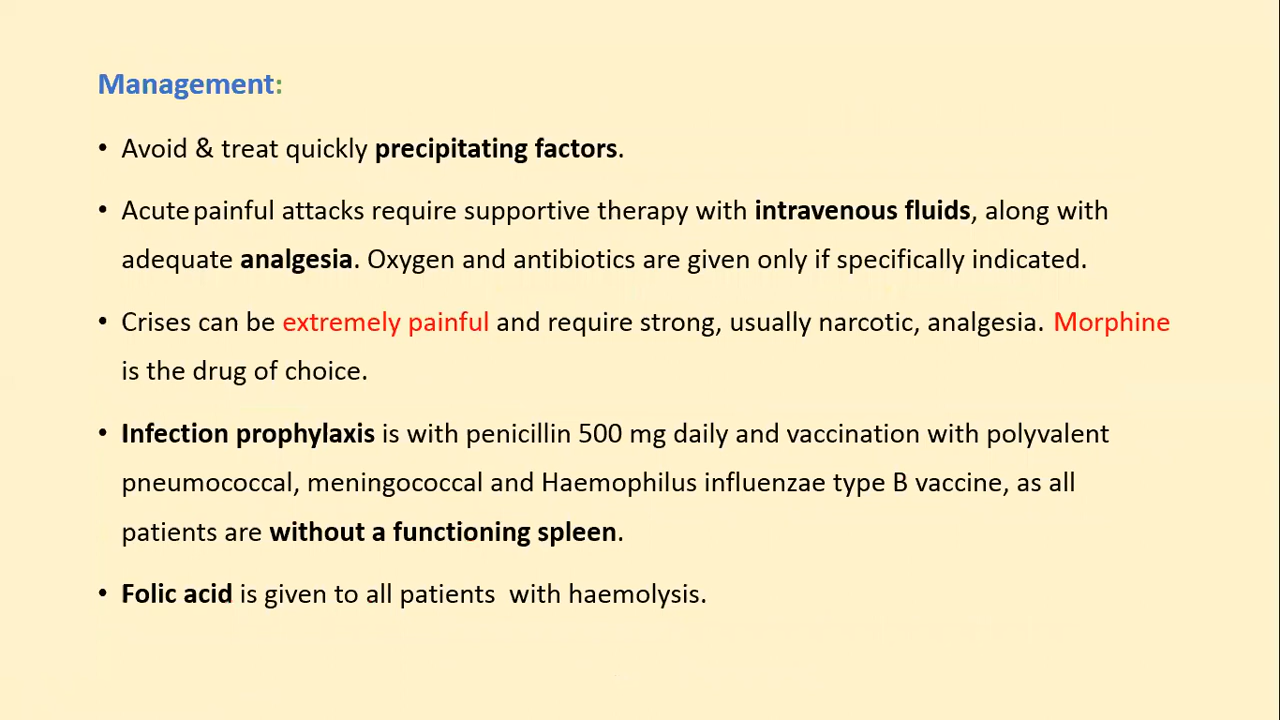 Management:
• Avoid & treat quickly precipitating factors.
• Acute painful attacks require supportive therapy with intravenous fluids, along with
adequate analgesia. Oxygen and antibiotics are given only if specifically indicated.
• Crises can be extremely painful and require strong, usually narcotic, analgesia. Morphine
is the drug of choice.
• Infection prophylaxis is with penicillin 500 mg daily and vaccination with polyvalent
pneumococcal, meningococcal and Haemophilus influenzae type B vaccine, as all
patients are without a functioning spleen.
• Folic acid is given to all patients with haemolysis.